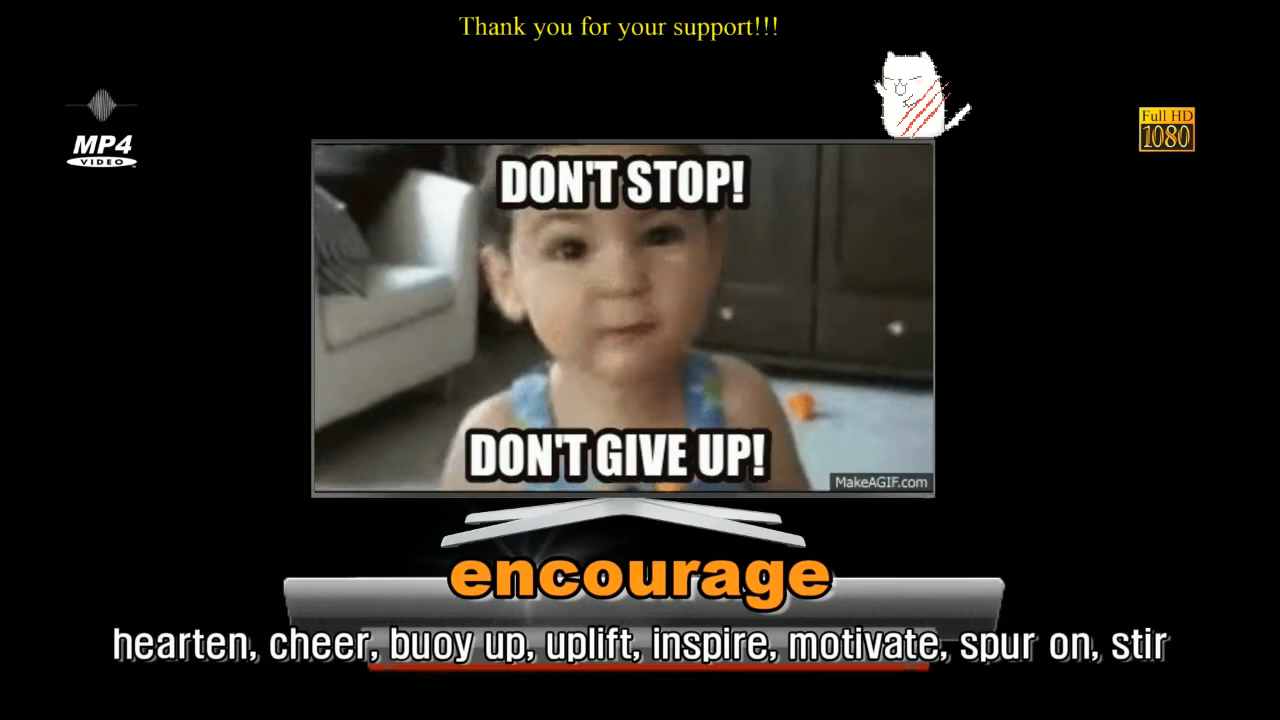 Thank you for your support!!!
MP4
VIDEO
Full HD
1080
DON'T STOP!
DON'T GIVE UP!
MakeAGIF.com
encourage
hearten, cheer, buoy up, uplift, inspire, motivate, spur on, stir